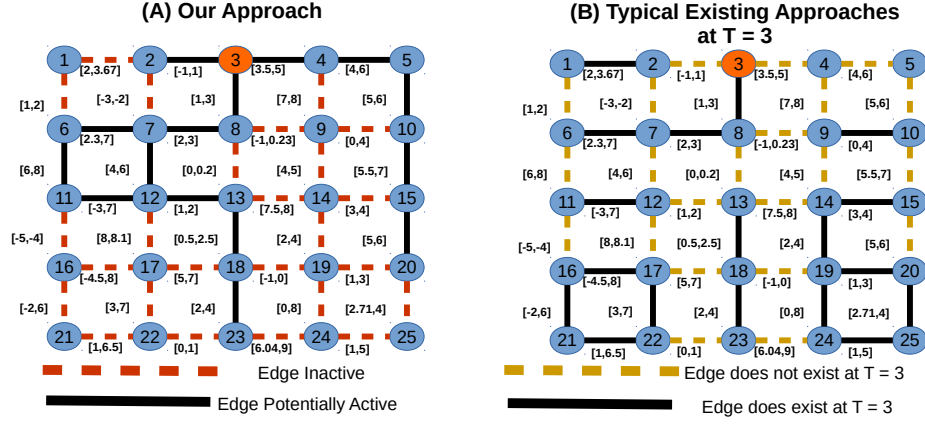 (A) Our Approach
1 2 3 4 5
[2,3.67] [-1,1] [3.5,5] [4,6]
[1,2] [-3,-2] [1,3] [7,8] [5,6]
6 7 8 9 10
[2.3,7] [2,3] [-1,0.23] [0,4]
[6,8] [4,6] [0,0.2] [4,5] [5.5,7]
11 12 13 14 15
[-3,7] [1,2] [7.5,8] [3,4]
[-5,-4] [8,8.1] [0.5,2.5] [2,4] [5,6]
16 17 18 19 20
[-4.5,8] [5,7] [-1,0] [1,3]
[-2,6] [3,7] [2,4] [0,8] [2.71,4]
21 22 23 24 25
[1,6.5] [0,1] [6.04,9] [1,5]
Edge Inactive
Edge Potentially Active
(B) Typical Existing Approaches
at T = 3
1 2 3 4 5
[2,3.67] [-1,1] [3.5,5] [4,6]
[1,2] [-3,-2] [1,3] [7,8] [5,6]
6 7 8 9 10
[2.3,7] [2,3] [-1,0.23] [0,4]
[6,8] [4,6] [0,0.2] [4,5] [5.5,7]
11 12 13 14 15
[-3,7] [1,2] [7.5,8] [3,4]
[-5,-4] [8,8.1] [0.5,2.5] [2,4] [5,6]
16 17 18 19 20
[-4.5,8] [5,7] [-1,0] [1,3]
[-2,6] [3,7] [2,4] [0,8] [2.71,4]
21 22 23 24 25
[1,6.5] [0,1] [6.04,9] [1,5]
Edge does not exist at T = 3
Edge does exist at T = 3